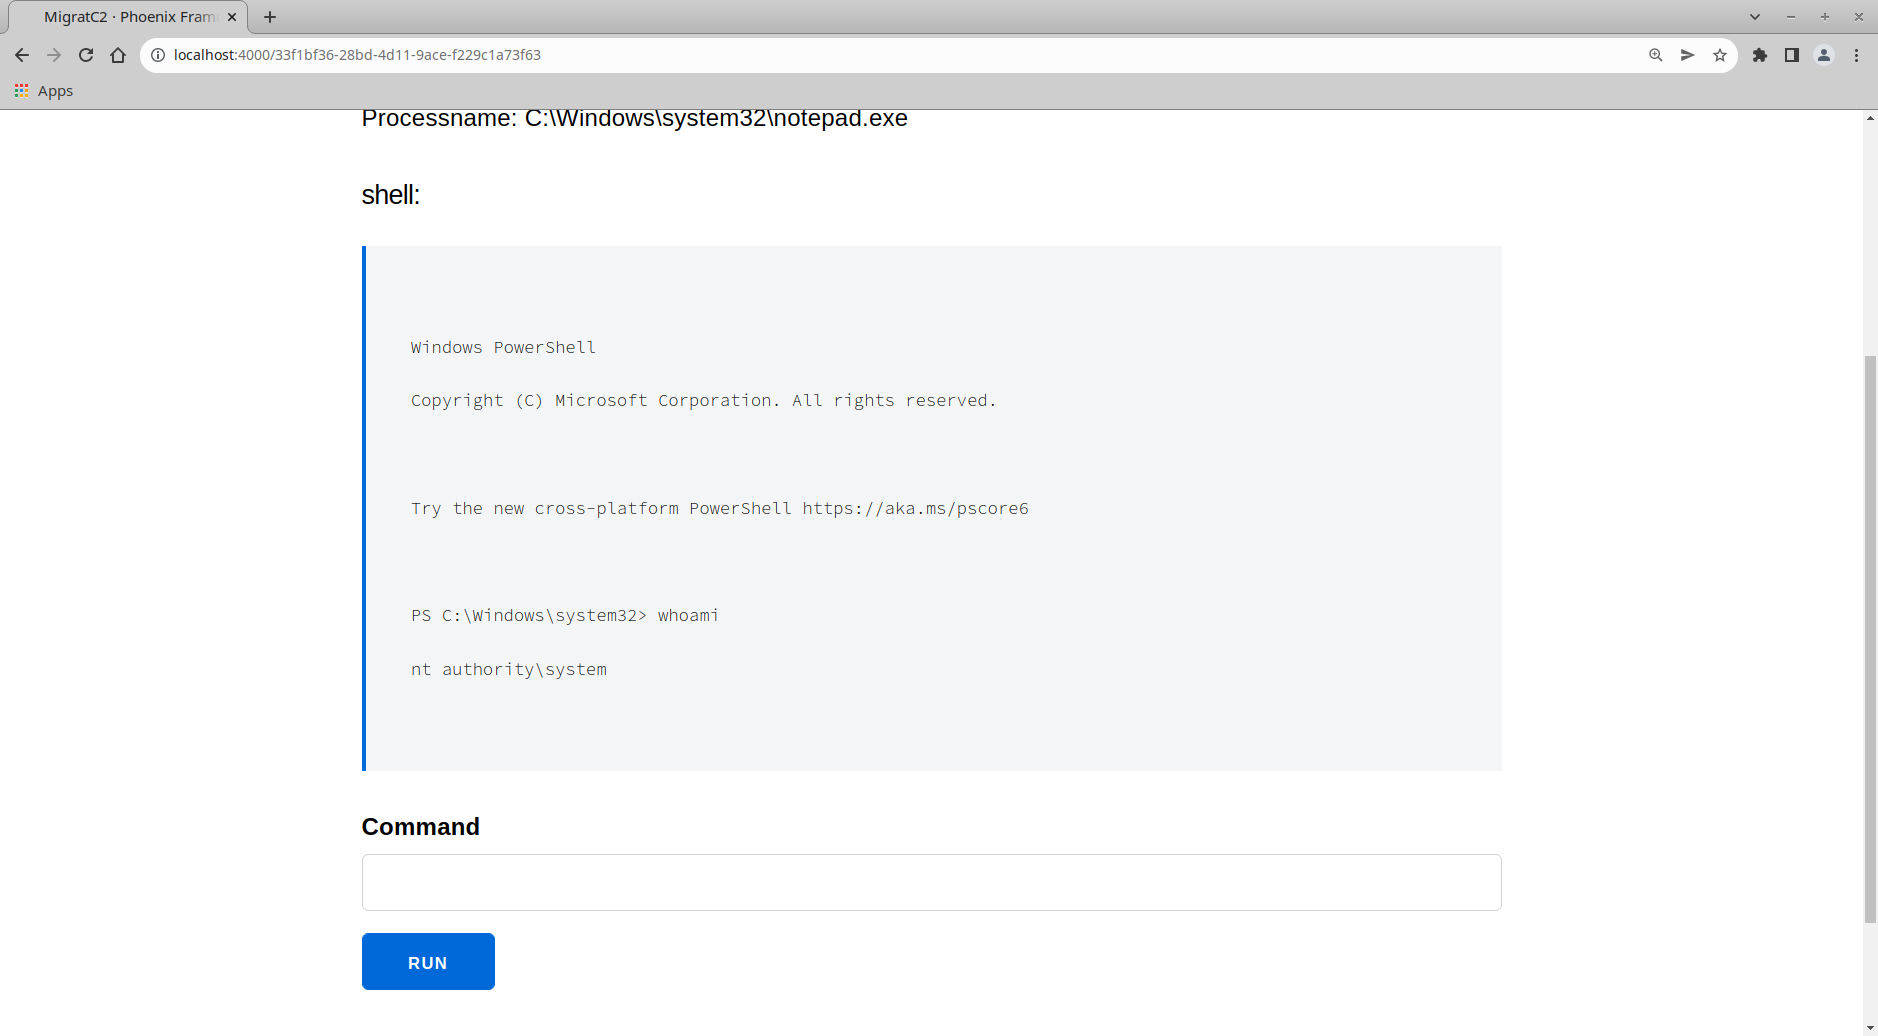 MigratC2 · Phoenix Fram
localhost:4000/33f1bf36-28bd-4d11-9ace-f229c1a73f63
Apps
Processname: C:\Windows\system32\notepad.exe
shell:
Windows PowerShell
Copyright (C) Microsoft Corporation. All rights reserved.
Try the new cross-platform PowerShell https://aka.ms/pscore6
PS C:\Windows\system32> whoami
nt authority\system
Command
RUN